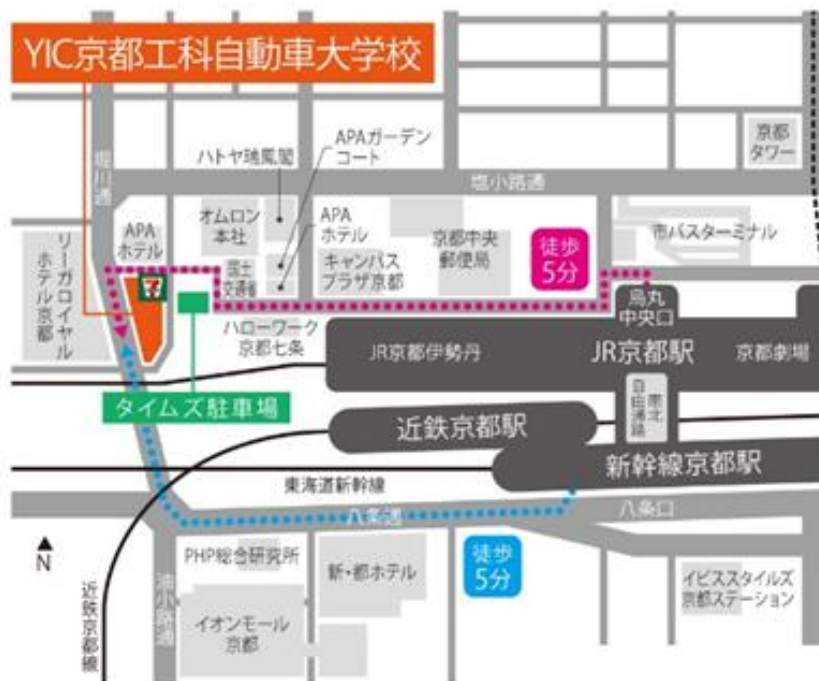 YIC京都工科自動車大学校
京都
タワー
APAガーデン
コート
ハトヤ瑞鳳閣
堀川通
塩小路通
APA
ホテル
オムロン
本社
APA
ホテル
京都中央
郵便局
徒歩
5分
市バスターミナル
リーガロイヤル
ホテル京都
国土
交通省
キャンパス
プラザ京都
7
烏丸
中央口
ハローワーク
京都七条
JR京都伊勢丹
JR京都駅
京都劇場
タイムズ駐車場
南北
自由通路
近鉄京都駅
新幹線京都駅
東海道新幹線
八条通
八条口
N
PHP総合研究所
新・都ホテル
徒歩
5分
イビススタイルズ
京都ステーション
近鉄京都線
油小路通
イオンモール
京都